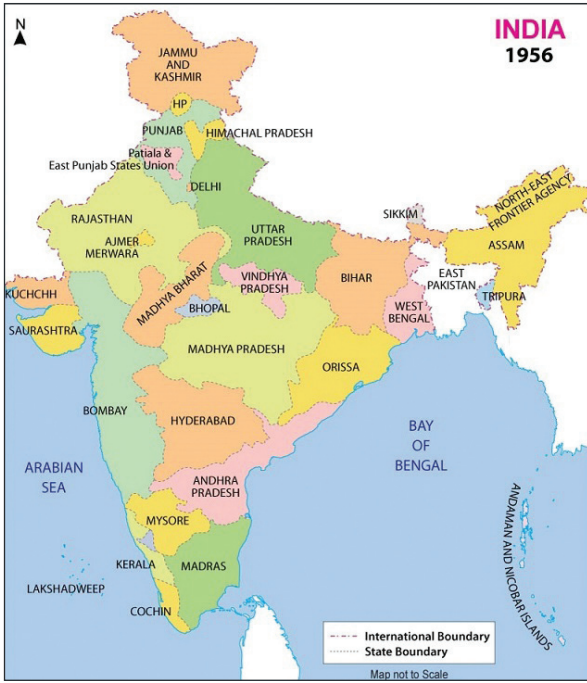 INDIA
1956
N
JAMMU
AND
KASHMIR
HP
PUNJAB
HIMACHAL PRADESH
Patiala &
East Punjab States Union
DELHI
RAJASTHAN
AJMER
MERWARA
UTTAR
PRADESH
SIKKIM
NORTH-EAST
FRONTIER AGENCY
ASSAM
KUCHCHH
SAURASHTRA
MADHYA BHARAT
BHOPAL
VINDHYA
PRADESH
BIHAR
EAST
PAKISTAN
TRIPURA
WEST
BENGAL
MADHYA PRADESH
ORISSA
BOMBAY
HYDERABAD
BAY
OF
BENGAL
ARABIAN
SEA
ANDHRA
PRADESH
MYSORE
KERALA
MADRAS
LAKSHADWEEP
COCHIN
ANDAMAN AND NICOBAR ISLANDS
International Boundary
State Boundary
Map not to Scale